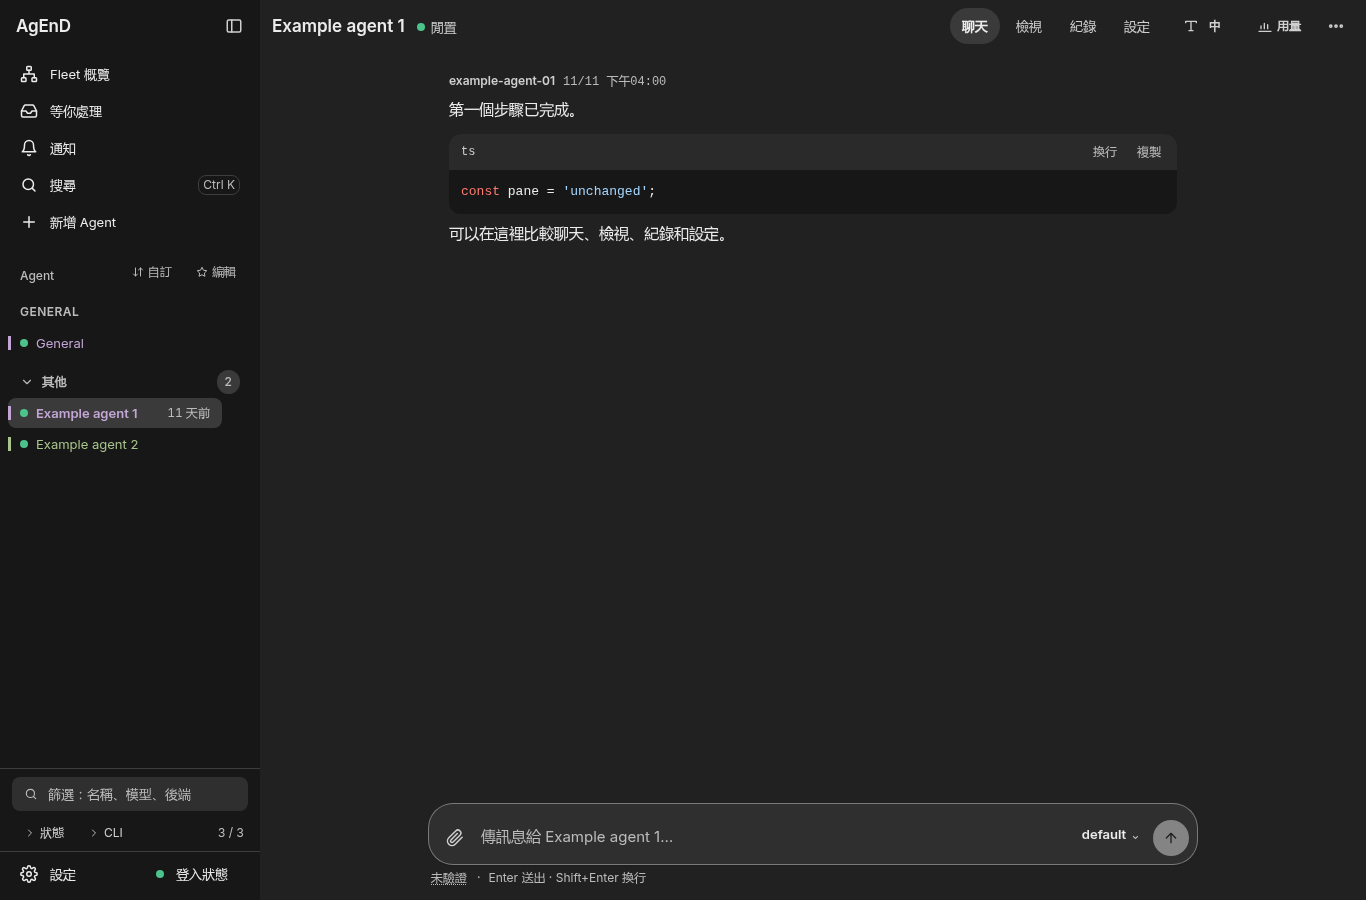 AgEnD
Fleet 概覽
等你處理
通知
搜尋 Ctrl K
新增 Agent
Agent 自訂 編輯
GENERAL
General
其他 2
Example agent 1 11 天前
Example agent 2
篩選：名稱、模型、後端
狀態 CLI 3 / 3
設定 登入狀態
Example agent 1 閒置 聊天 檢視 紀錄 設定 T 中 用量
example-agent-01 11/11 下午04:00
第一個步驟已完成。
ts 換行 複製
const pane = 'unchanged';
可以在這裡比較聊天、檢視、紀錄和設定。
傳訊息給 Example agent 1... default
未驗證 · Enter 送出 · Shift+Enter 換行